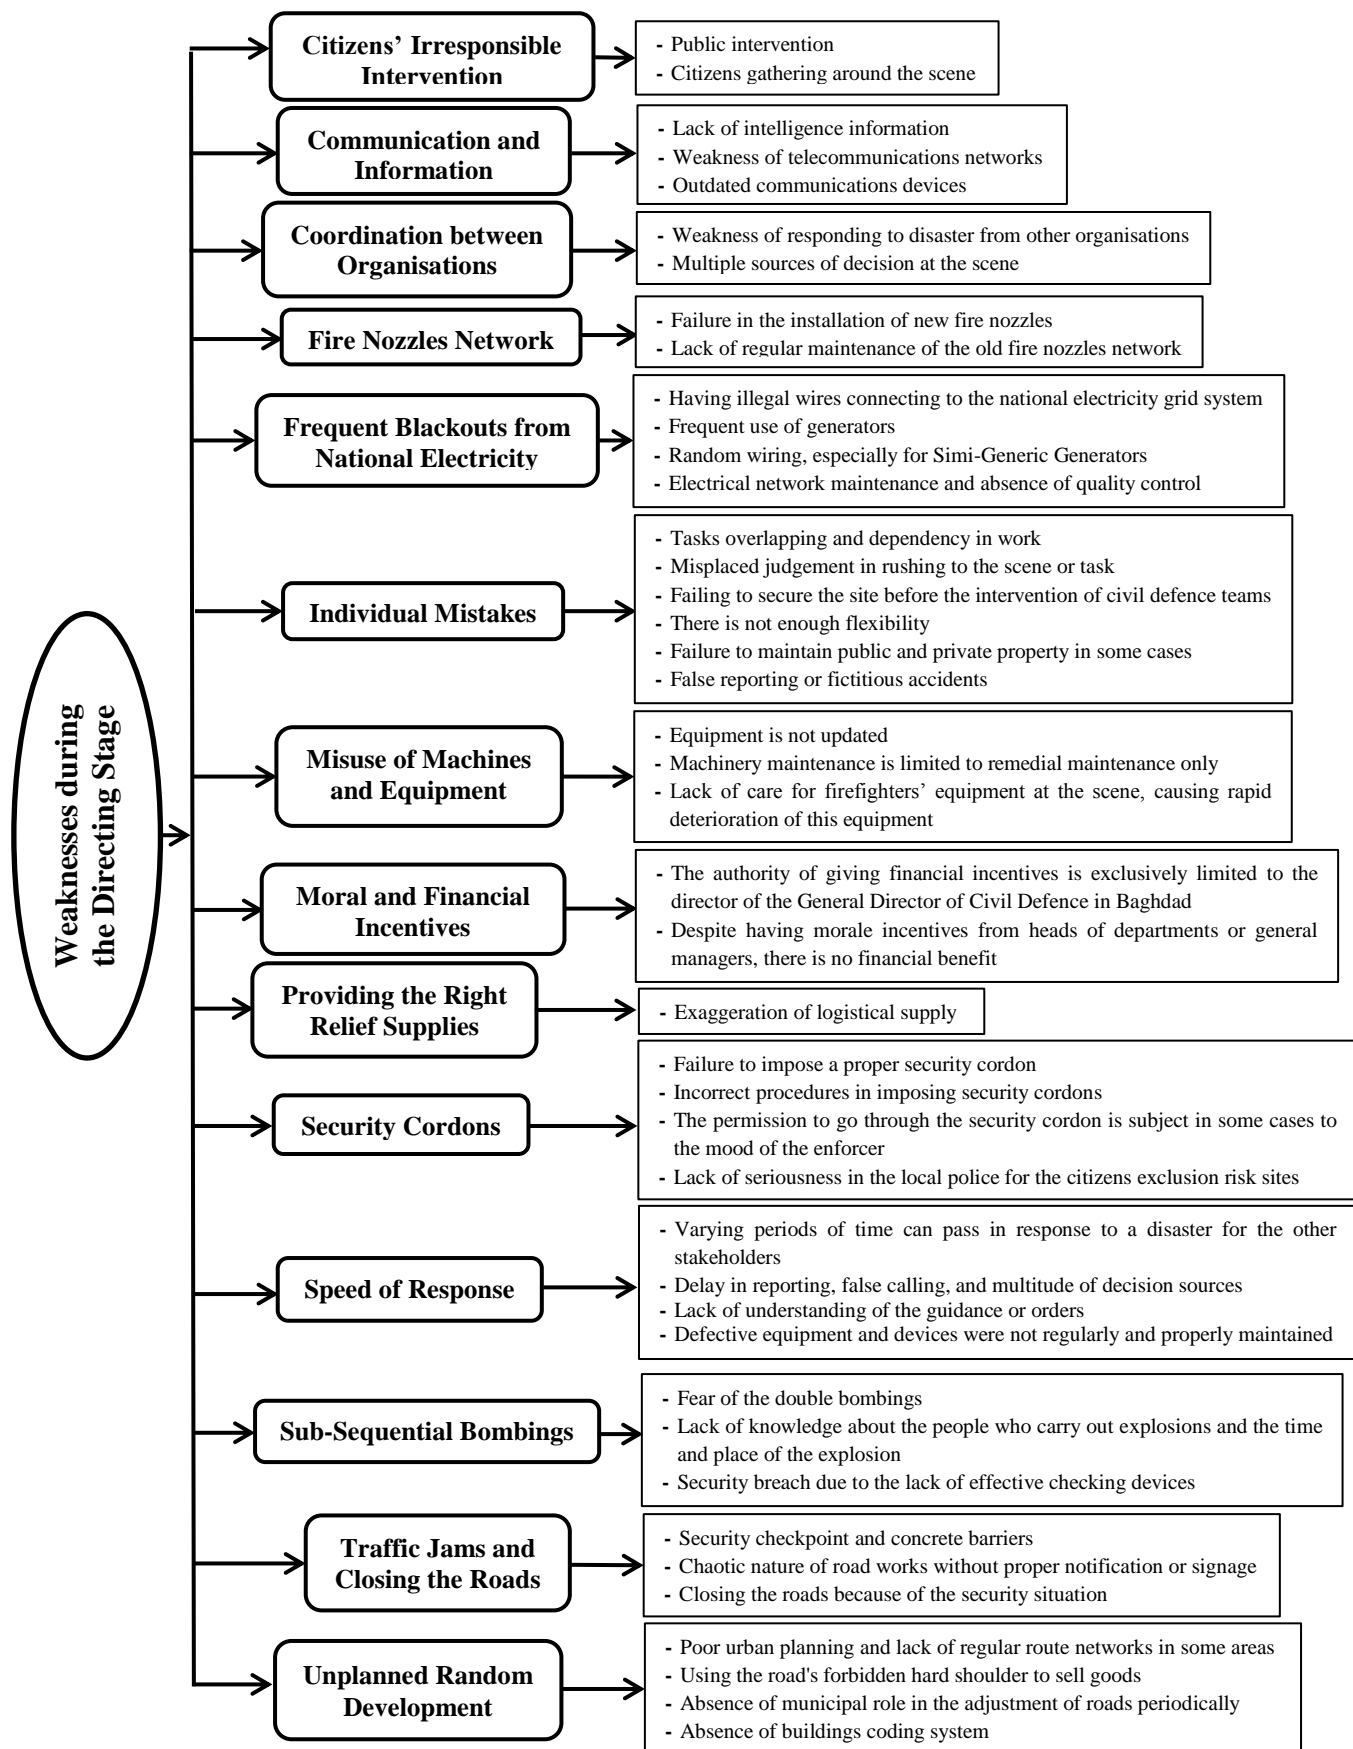 Weaknesses during
the Directing Stage
Citizens' Irresponsible
Intervention
- Public intervention
- Citizens gathering around the scene
Communication and
Information
- Lack of intelligence information
- Weakness of telecommunications networks
- Outdated communications devices
Coordination between
Organisations
- Weakness of responding to disaster from other organisations
- Multiple sources of decision at the scene
Fire Nozzles Network
- Failure in the installation of new fire nozzles
- Lack of regular maintenance of the old fire nozzles network
Frequent Blackouts from
National Electricity
- Having illegal wires connecting to the national electricity grid system
- Frequent use of generators
- Random wiring, especially for Simi-Generic Generators
- Electrical network maintenance and absence of quality control
Individual Mistakes
- Tasks overlapping and dependency in work
- Misplaced judgement in rushing to the scene or task
- Failing to secure the site before the intervention of civil defence teams
- There is not enough flexibility
- Failure to maintain public and private property in some cases
- False reporting or fictitious accidents
Misuse of Machines
and Equipment
- Equipment is not updated
- Machinery maintenance is limited to remedial maintenance only
- Lack of care for firefighters' equipment at the scene, causing rapid
deterioration of this equipment
Moral and Financial
Incentives
- The authority of giving financial incentives is exclusively limited to the
director of the General Director of Civil Defence in Baghdad
- Despite having morale incentives from heads of departments or general
managers, there is no financial benefit
Providing the Right
Relief Supplies
- Exaggeration of logistical supply
Security Cordons
- Failure to impose a proper security cordon
- Incorrect procedures in imposing security cordons
- The permission to go through the security cordon is subject in some cases to
the mood of the enforcer
- Lack of seriousness in the local police for the citizens exclusion risk sites
Speed of Response
- Varying periods of time can pass in response to a disaster for the other
stakeholders
- Delay in reporting, false calling, and multitude of decision sources
- Lack of understanding of the guidance or orders
- Defective equipment and devices were not regularly and properly maintained
Sub-Sequential Bombings
- Fear of the double bombings
- Lack of knowledge about the people who carry out explosions and the time
and place of the explosion
- Security breach due to the lack of effective checking devices
Traffic Jams and
Closing the Roads
- Security checkpoint and concrete barriers
- Chaotic nature of road works without proper notification or signage
- Closing the roads because of the security situation
Unplanned Random
Development
- Poor urban planning and lack of regular route networks in some areas
- Using the road's forbidden hard shoulder to sell goods
- Absence of municipal role in the adjustment of roads periodically
- Absence of buildings coding system